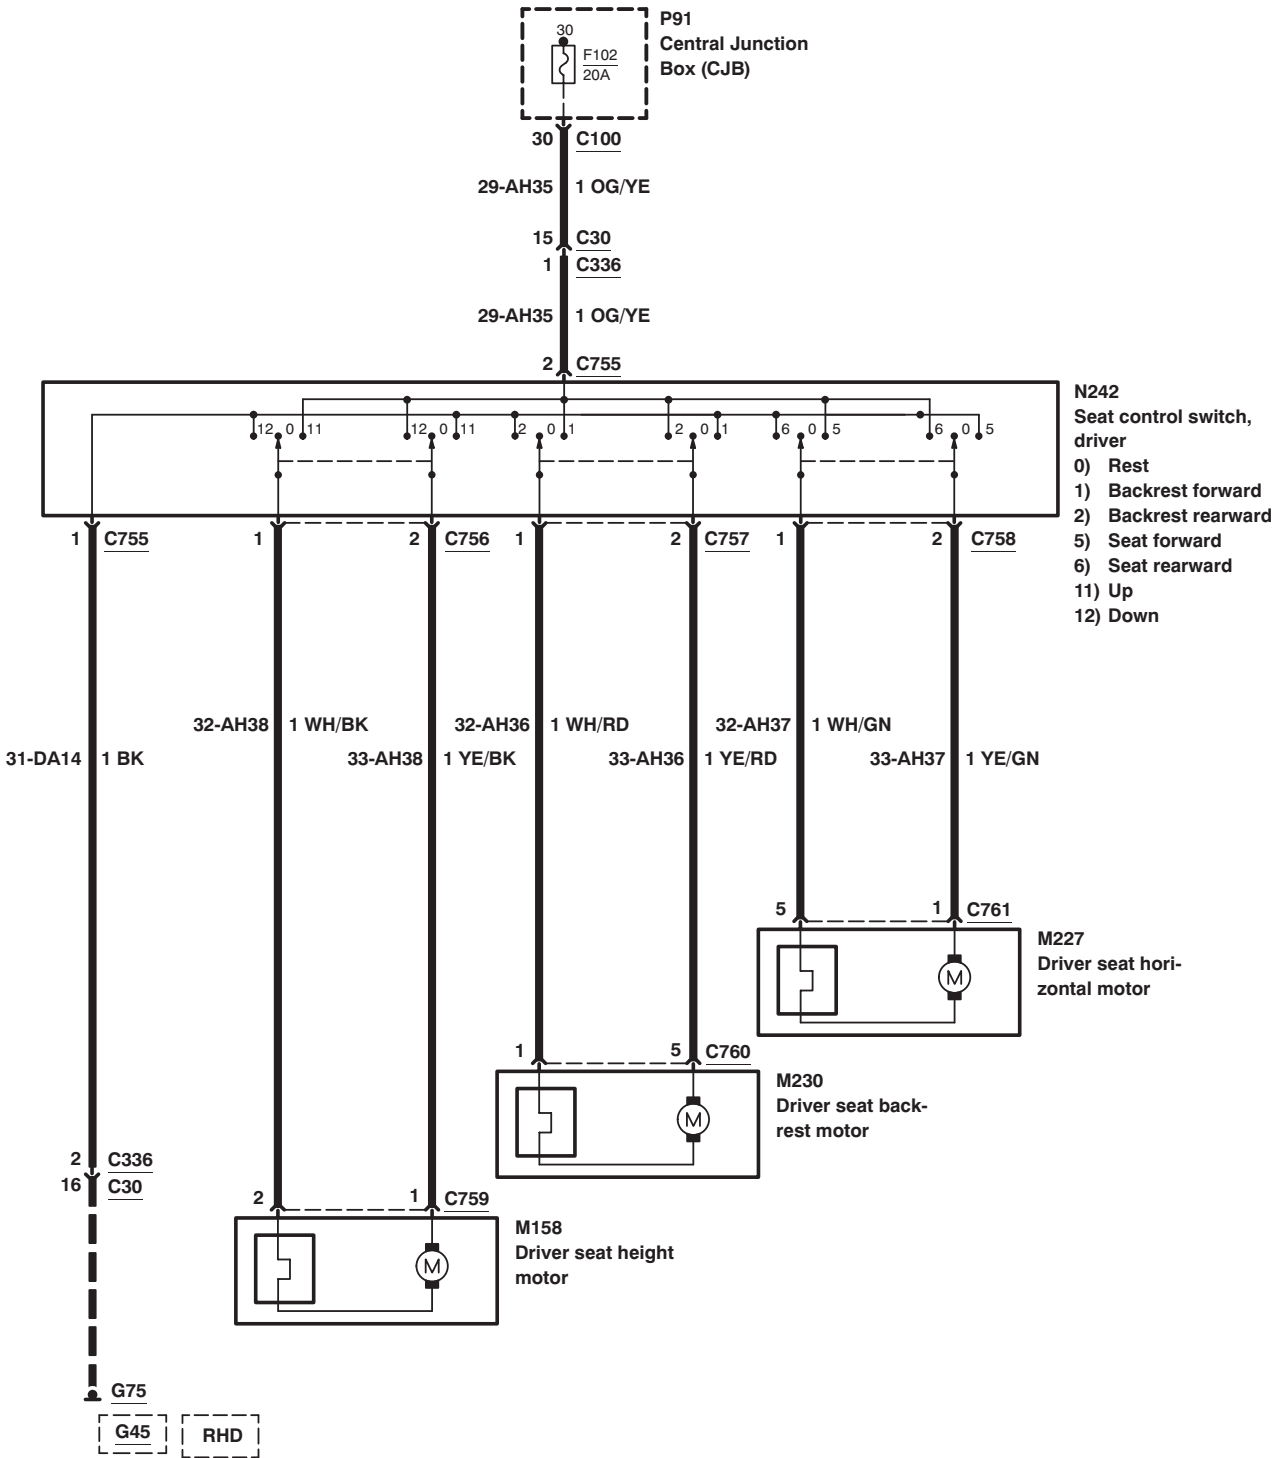 P91
30
Central Junction
F102
Box (CJB)
20A
30 C100
29-AH35 1 OG/YE
15 C30
1 C336
29-AH35 1 OG/YE
2 C755
N242
Seat control switch,
driver
0) Rest
1) Backrest forward
2) Backrest rearward
5) Seat forward
6) Seat rearward
11) Up
12) Down
12 0 11 12 0 11 2 0 1 2 0 1 6 0 5 6 0 5
1 C755 1 2 C756 1 2 C757 1 2 C758
32-AH38 1 WH/BK 32-AH36 1 WH/RD 32-AH37 1 WH/GN
31-DA14 1 BK 33-AH38 1 YE/BK 33-AH36 1 YE/RD 33-AH37 1 YE/GN
5 1 C761
M227
Driver seat hori-
zontal motor
M
1 5 C760
M230
Driver seat back-
rest motor
M
2 C336
16 C30
2 1 C759
M158
Driver seat height
motor
M
G75
G45 RHD